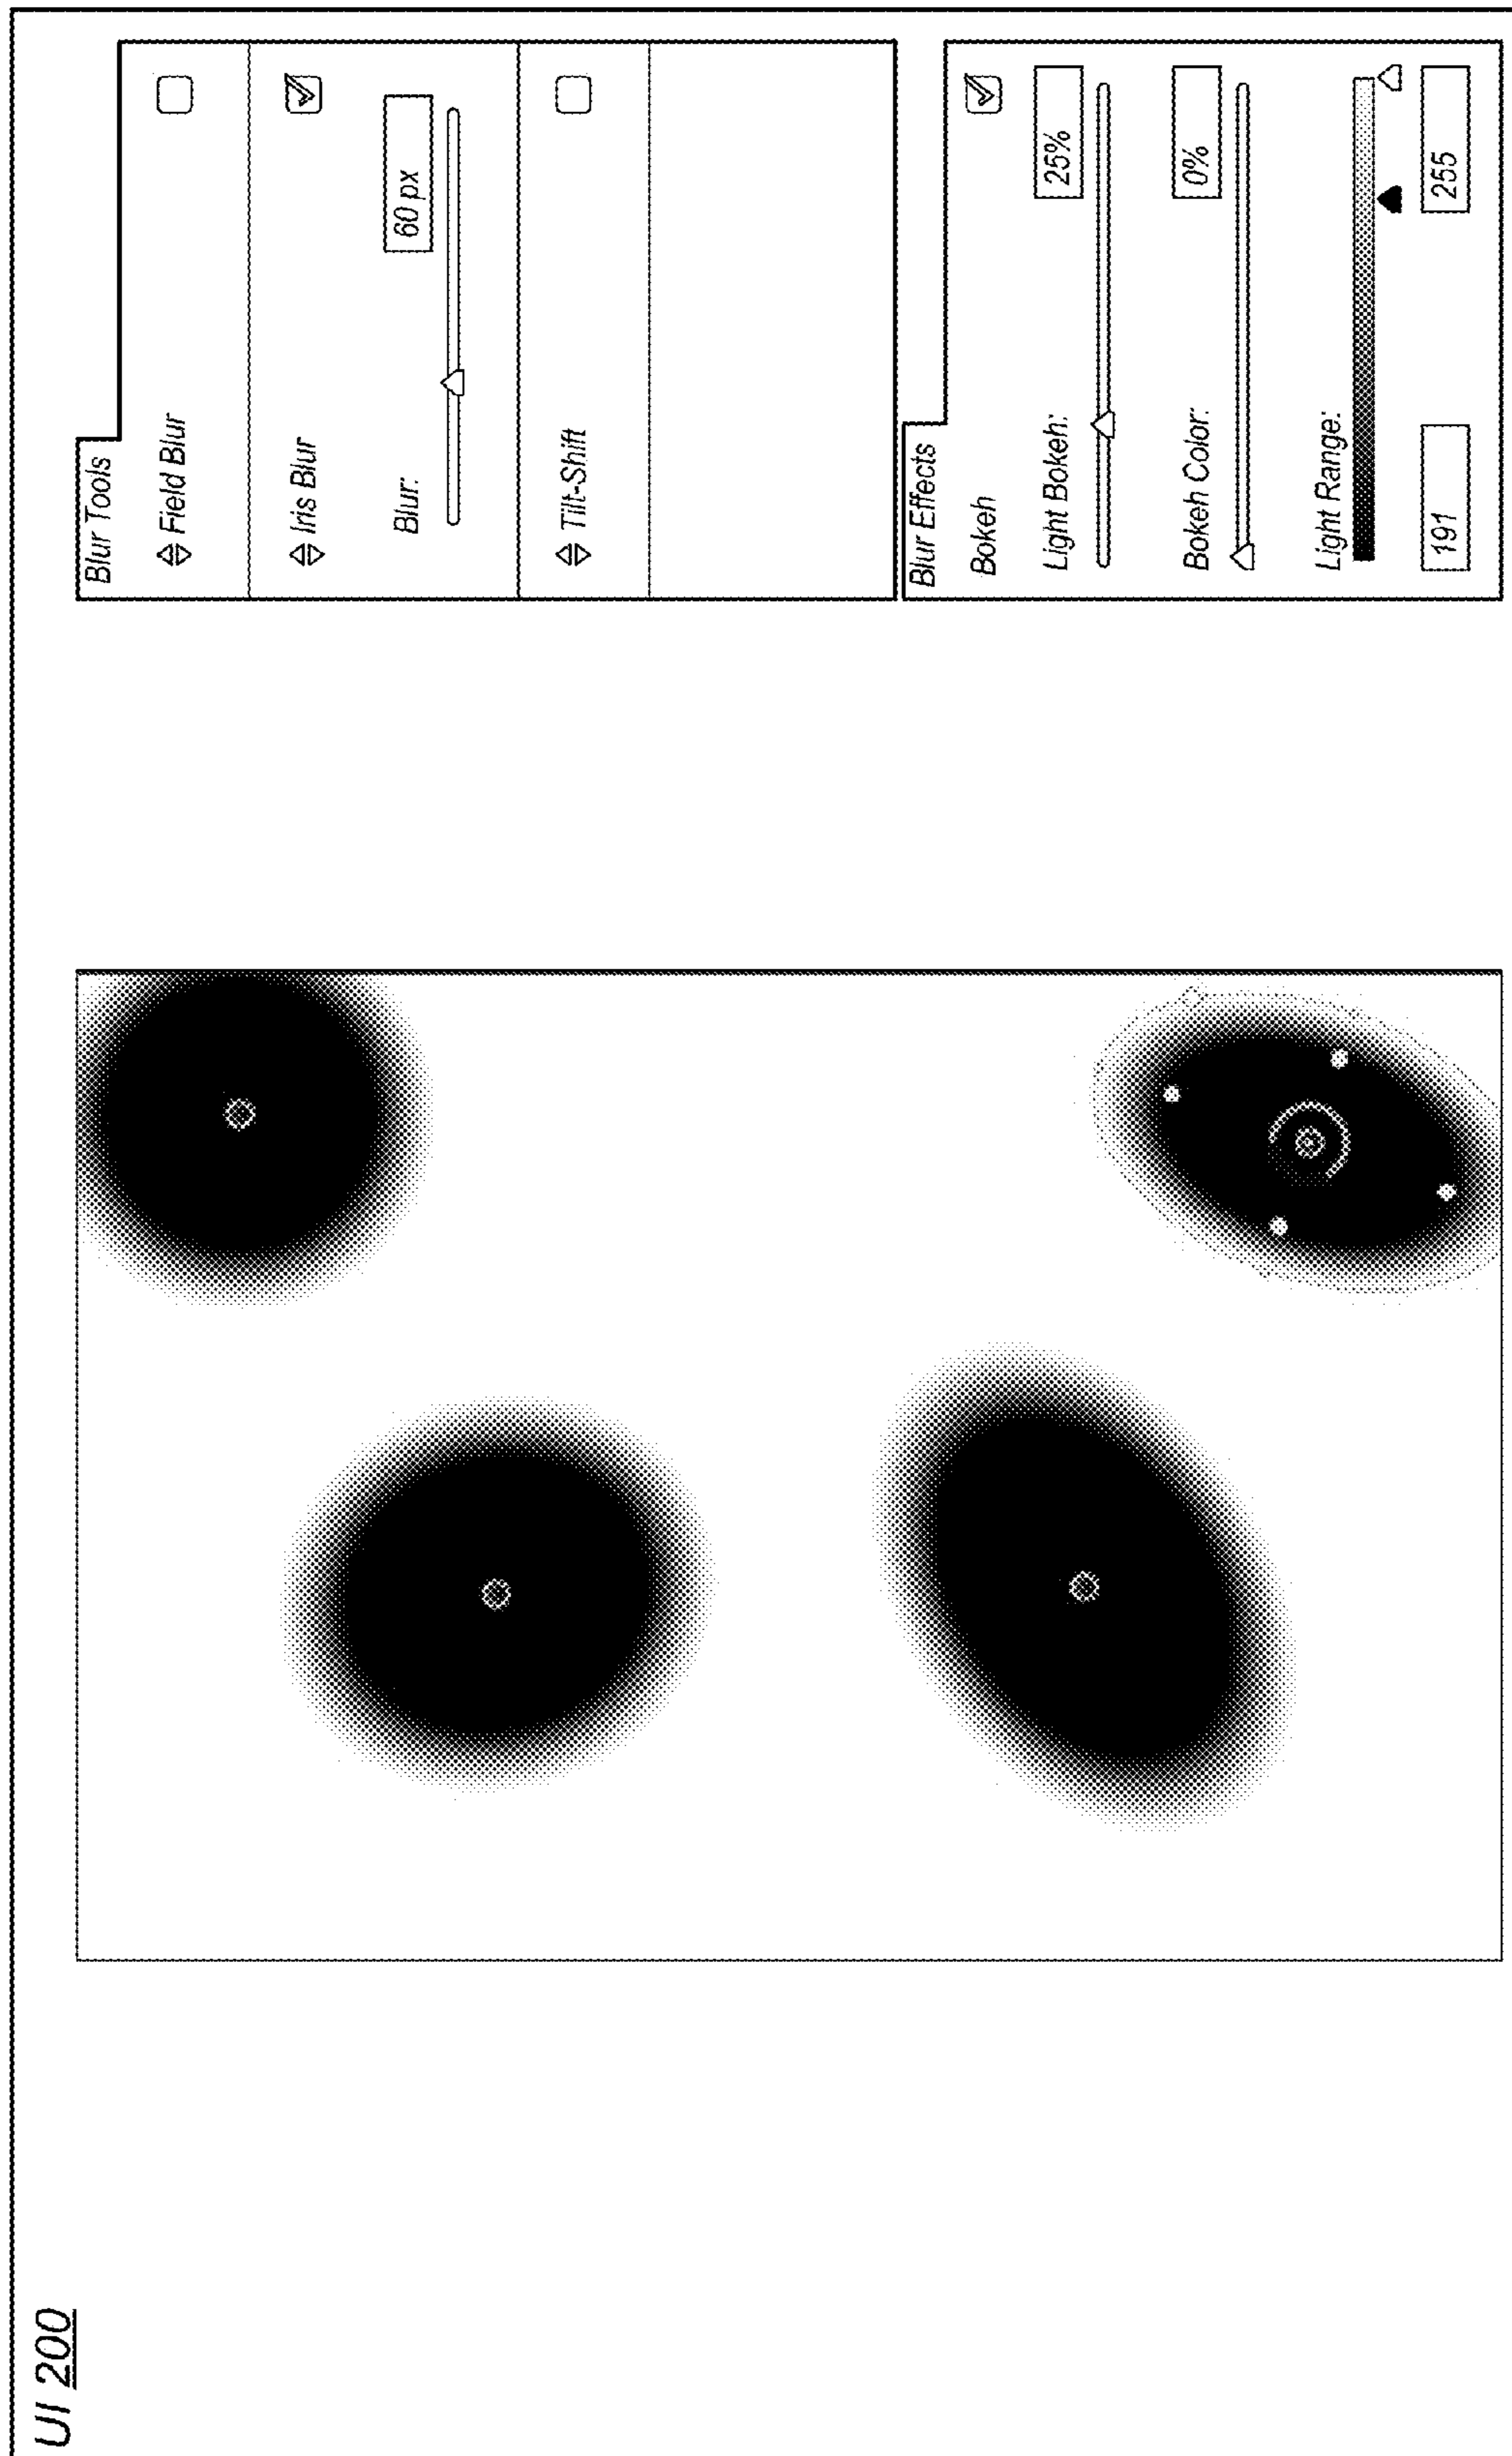 UI 200
Blur Tools
Field Blur
Iris Blur
Blur:
60 px
Tilt-Shift
Blur Effects
Bokeh
Light Bokeh:
25%
Bokeh Color:
0%
Light Range:
191
255